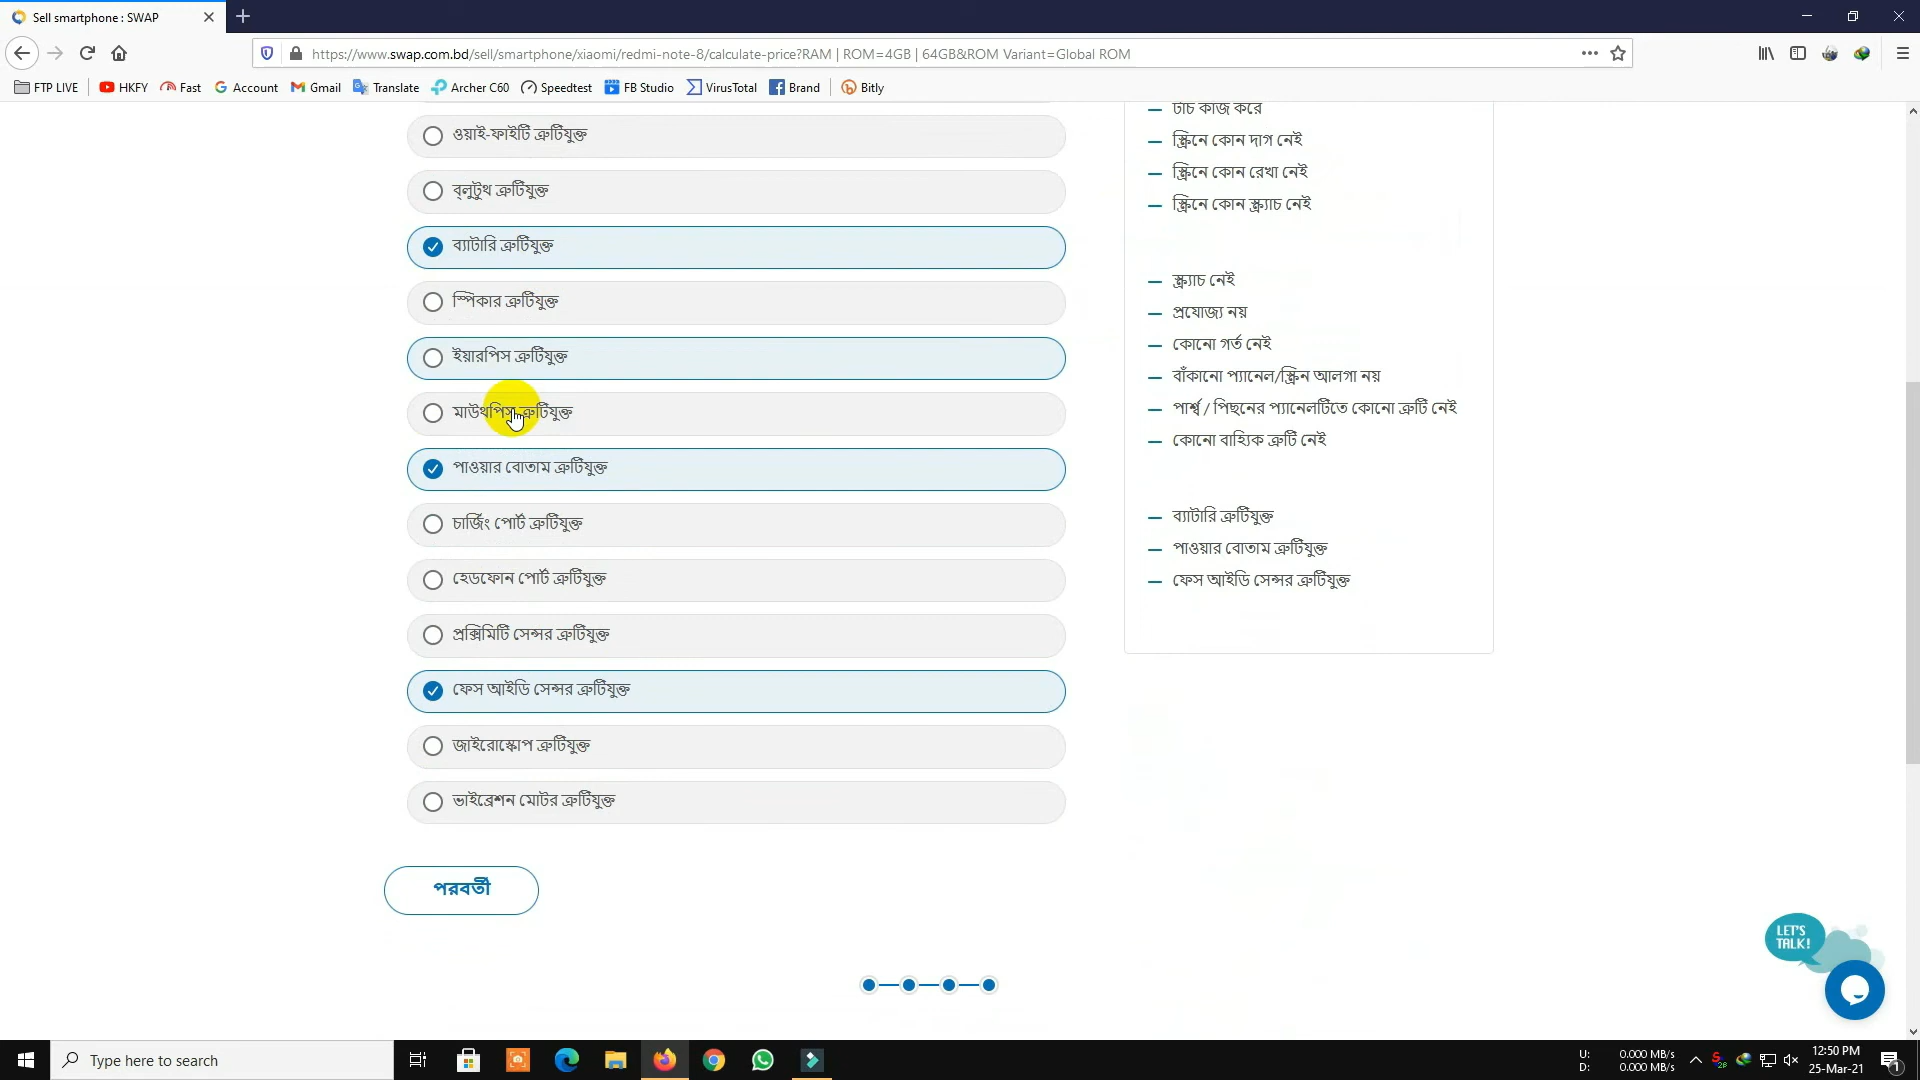 Sell smartphone : SWAP
https://www.swap.com.bd/sell/smartphone/xiaomi/redmi-note-8/calculate-price?RAM | ROM=4GB | 64GB&ROM Variant=Global ROM
FTP LIVE HKFY Fast Account Gmail Translate Archer C60 Speedtest FB Studio VirusTotal Brand Bitly
ওয়াই-ফাইটি ত্রুটিযুক্ত
ব্লুটুথ ত্রুটিযুক্ত
ব্যাটারি ত্রুটিযুক্ত
স্পিকার ত্রুটিযুক্ত
ইয়ারপিস ত্রুটিযুক্ত
মাউথপিস ত্রুটিযুক্ত
পাওয়ার বোতাম ত্রুটিযুক্ত
চার্জিং পোর্ট ত্রুটিযুক্ত
হেডফোন পোর্ট ত্রুটিযুক্ত
প্রক্সিমিটি সেন্সর ত্রুটিযুক্ত
ফেস আইডি সেন্সর ত্রুটিযুক্ত
জাইরোস্কোপ ত্রুটিযুক্ত
ভাইব্রেশন মোটর ত্রুটিযুক্ত
পরবর্তী
টাচ কাজ করে
স্ক্রিনে কোন দাগ নেই
স্ক্রিনে কোন রেখা নেই
স্ক্রিনে কোন স্ক্র্যাচ নেই
স্ক্র্যাচ নেই
প্রযোজ্য নয়
কোনো গর্ত নেই
বাঁকানো প্যানেল/স্ক্রিন আলগা নয়
পার্শ্ব / পিছনের প্যানেলটিতে কোনো ত্রুটি নেই
কোনো বাহ্যিক ত্রুটি নেই
ব্যাটারি ত্রুটিযুক্ত
পাওয়ার বোতাম ত্রুটিযুক্ত
ফেস আইডি সেন্সর ত্রুটিযুক্ত
LET'S
TALK!
Type here to search
U: 0.000 MB/s
D: 0.000 MB/s
28
12:50 PM
25-Mar-21
1